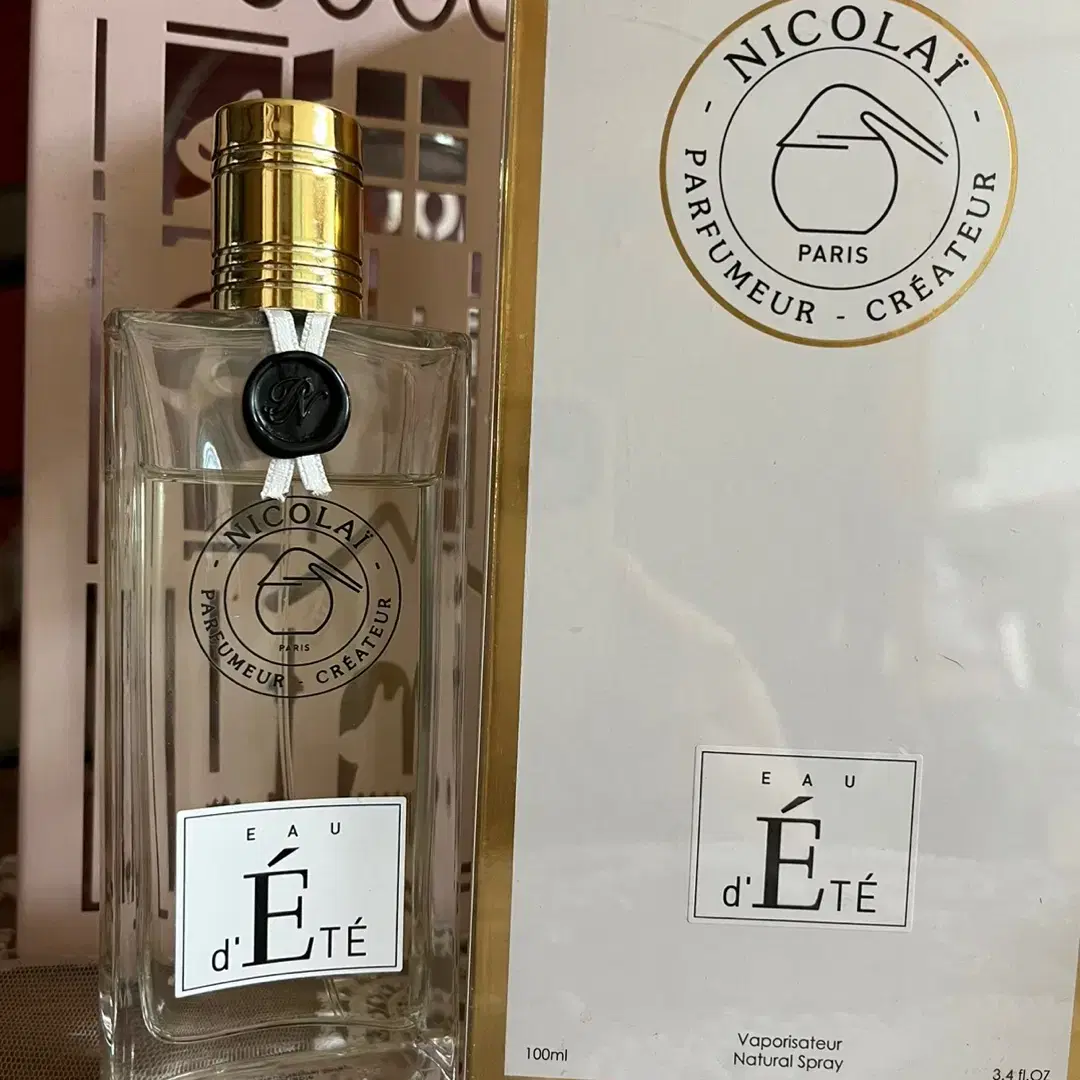 NICOLAÏ
PARFUMEUR - CRÉATEUR
PARIS
EAU
d'ÉTÉ
N
NICOLAÏ
PARFUMEUR - CRÉATEUR
PARIS
EAU
d'ÉTÉ
100ml
Vaporisateur
Natural Spray
3.4 fl.OZ